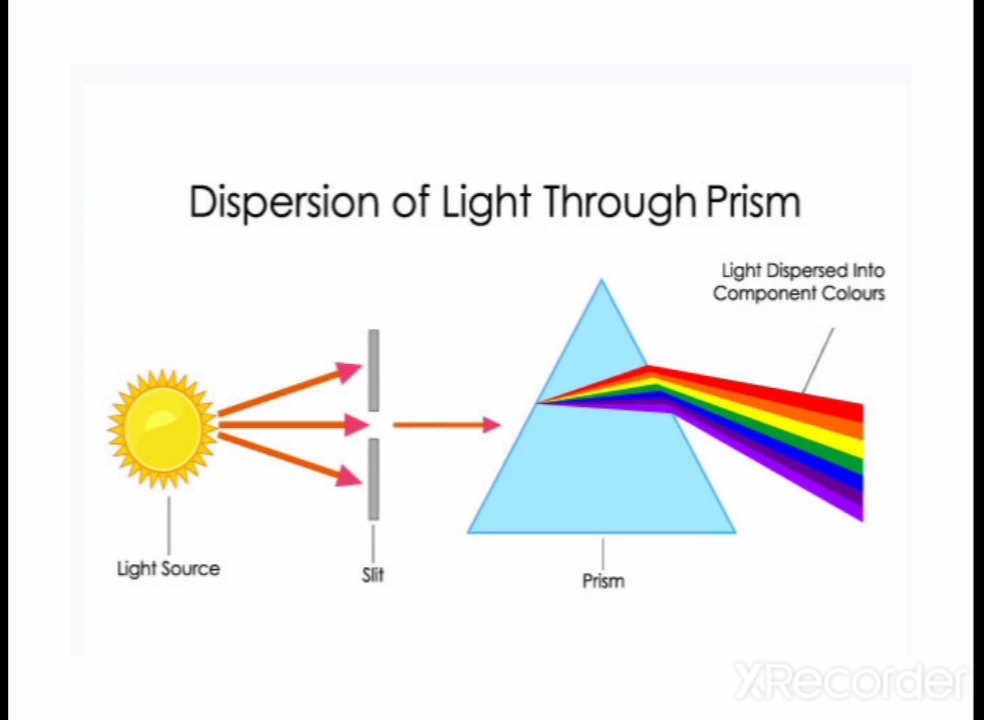 Dispersion of Light Through Prism
Light Dispersed Into
Component Colours
Light Source
Slit
Prism
XRecorder